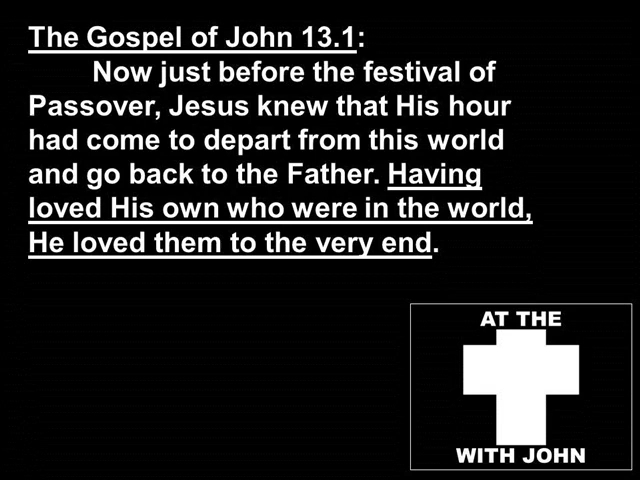 The Gospel of John 13.1:
Now just before the festival of
Passover, Jesus knew that His hour
had come to depart from this world
and go back to the Father. Having
loved His own who were in the world,
He loved them to the very end.
AT THE
WITH JOHN